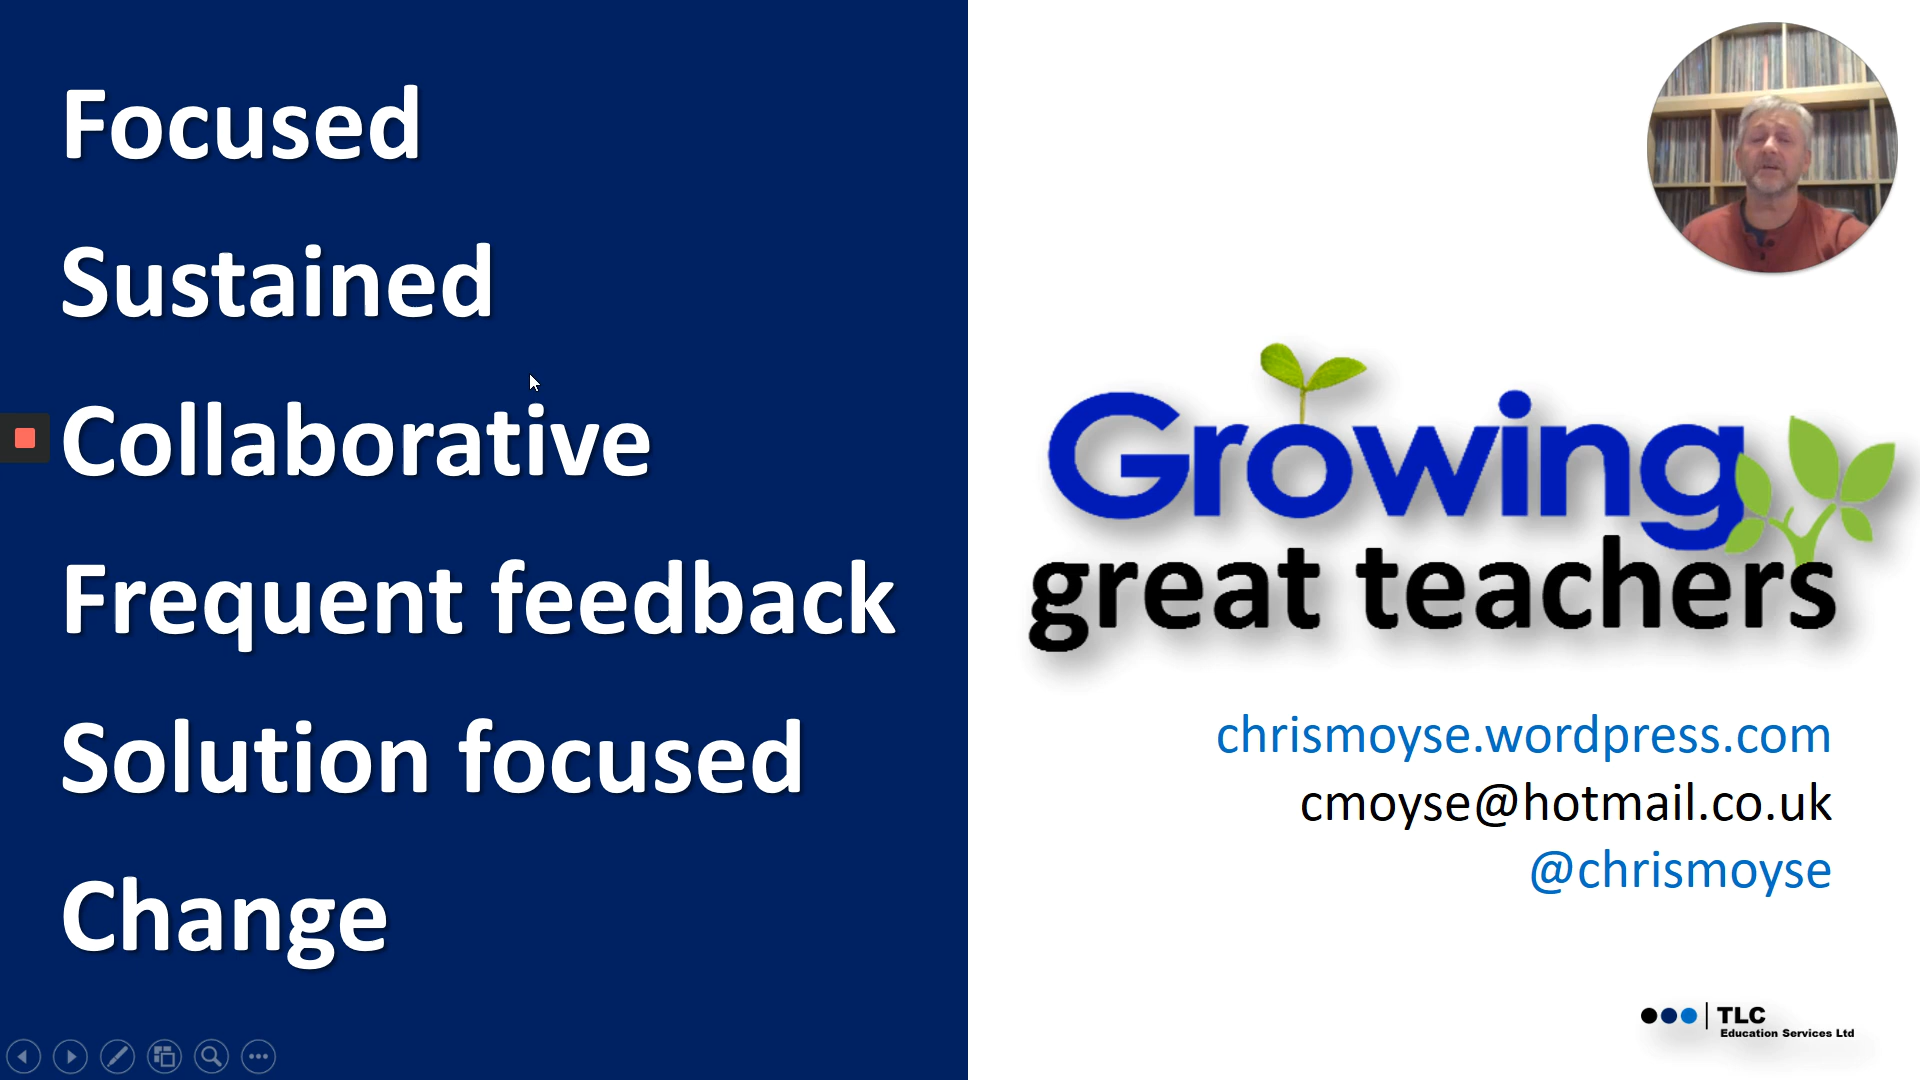 Focused
Sustained
Collaborative
Frequent feedback
Solution focused
Change
Growing
great teachers
chrismoyse.wordpress.com
cmoyse@hotmail.co.uk
@chrismoyse
TLC
Education Services Ltd